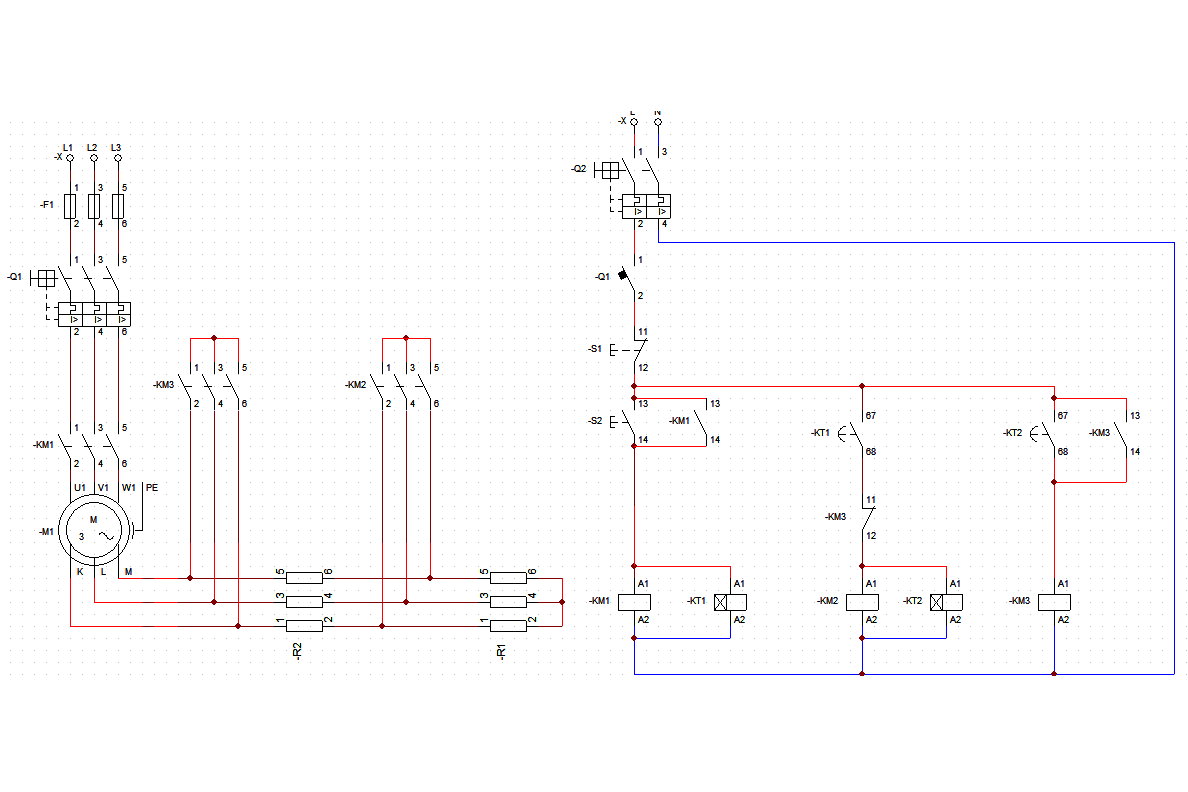 L N
-X
1 3
-Q2
I> I>
2 4
L1 L2 L3
-X
1 3 5
-F1
2 4 6
1 3 5
-Q1
I> I> I>
2 4 6
1
-Q1
2
11
-S1
12
1 3 5
-KM3
2 4 6
1 3 5
-KM2
2 4 6
13 13
-S2 -KM1
14 14
67
-KT1
68
67 13
-KT2 -KM3
68 14
1 3 5
-KM1
2 4 6
U1 V1 W1 PE
-M1
M
3
K L M
11
-KM3
12
5 6 5 6
3 4 3 4
1 2 1 2
-R2 -R1
A1 A1 A1 A1 A1
-KM1 -KT1 -KM2 -KT2 -KM3
A2 A2 A2 A2 A2